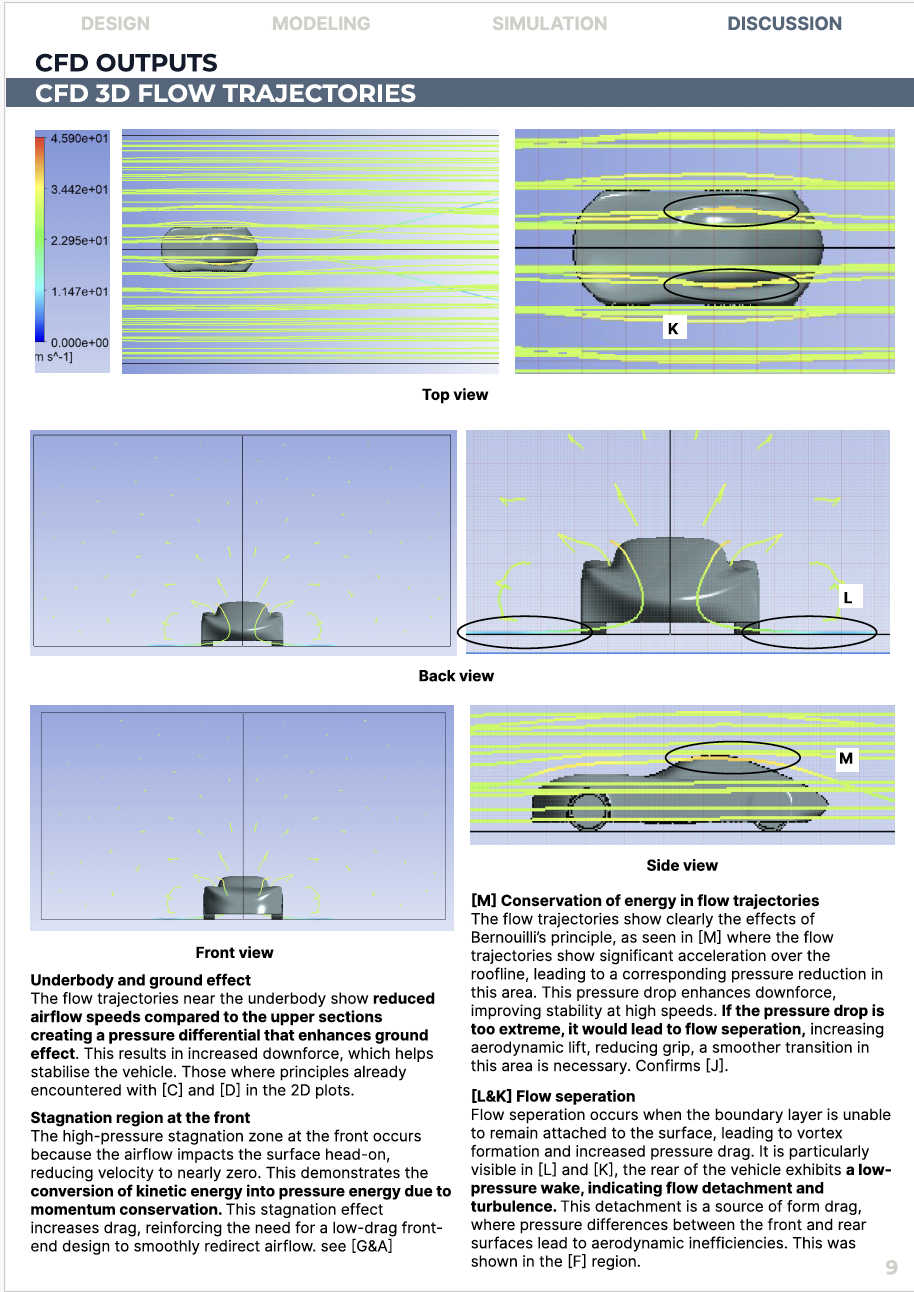 DESIGN MODELING SIMULATION DISCUSSION
CFD OUTPUTS
CFD 3D FLOW TRAJECTORIES
4.590e+01
3.442e+01
2.295e+01
1.147e+01
0.000e+00
m s^-1]
K
Top view
L
Back view
M
Side view
Front view
Underbody and ground effect
The flow trajectories near the underbody show reduced
airflow speeds compared to the upper sections
creating a pressure differential that enhances ground
effect. This results in increased downforce, which helps
stabilise the vehicle. Those where principles already
encountered with [C] and [D] in the 2D plots.
Stagnation region at the front
The high-pressure stagnation zone at the front occurs
because the airflow impacts the surface head-on,
reducing velocity to nearly zero. This demonstrates the
conversion of kinetic energy into pressure energy due to
momentum conservation. This stagnation effect
increases drag, reinforcing the need for a low-drag front-
end design to smoothly redirect airflow. see [G&A]
[M] Conservation of energy in flow trajectories
The flow trajectories show clearly the effects of
Bernouilli's principle, as seen in [M] where the flow
trajectories show significant acceleration over the
roofline, leading to a corresponding pressure reduction in
this area. This pressure drop enhances downforce,
improving stability at high speeds. If the pressure drop is
too extreme, it would lead to flow seperation, increasing
aerodynamic lift, reducing grip, a smoother transition in
this area is necessary. Confirms [J].
[L&K] Flow seperation
Flow seperation occurs when the boundary layer is unable
to remain attached to the surface, leading to vortex
formation and increased pressure drag. It is particularly
visible in [L] and [K], the rear of the vehicle exhibits a low-
pressure wake, indicating flow detachment and
turbulence. This detachment is a source of form drag,
where pressure differences between the front and rear
surfaces lead to aerodynamic inefficiencies. This was
shown in the [F] region.
9